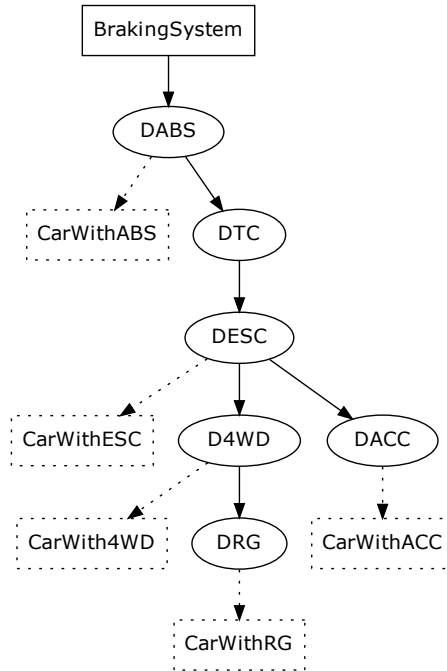 BrakingSystem
DABS
CarWithABS
DTC
DESC
CarWithESC
D4WD
DACC
CarWith4WD
DRG
CarWithACC
CarWithRG